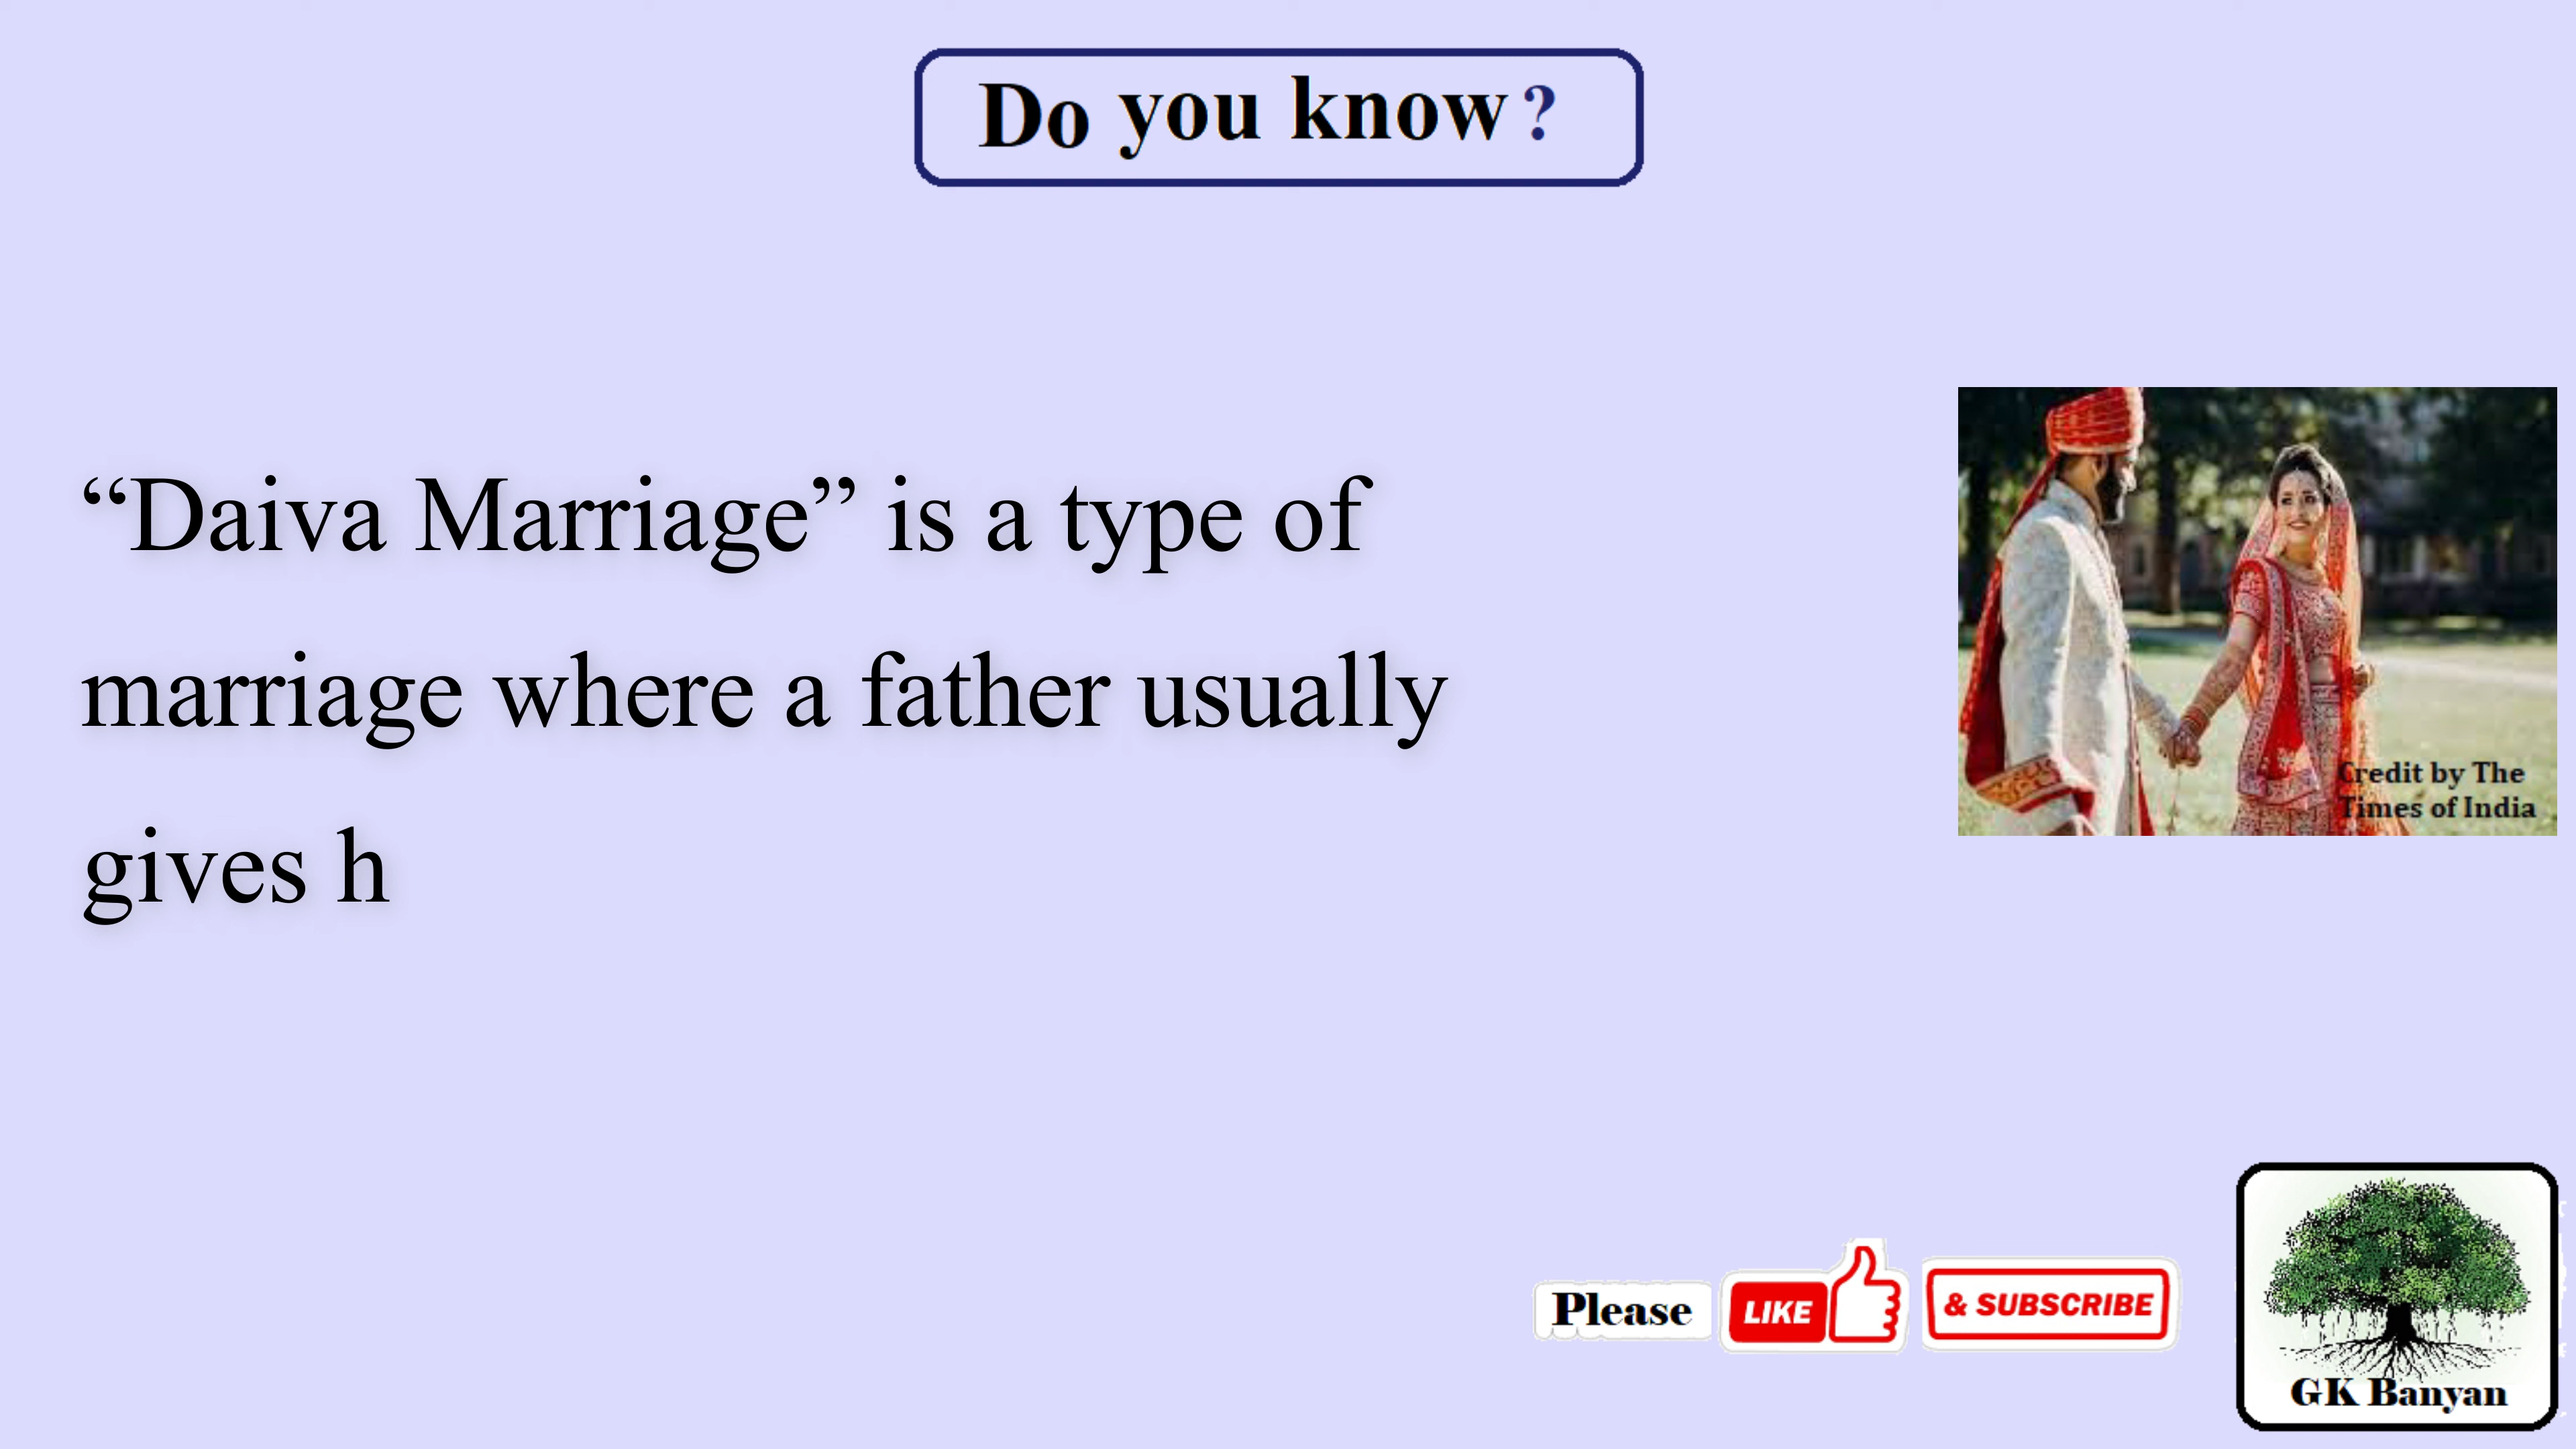 Do you know?
“Daiva Marriage” is a type of
marriage where a father usually
gives h
Credit by The
Times of India
Please
LIKE
& SUBSCRIBE
GK Banyan